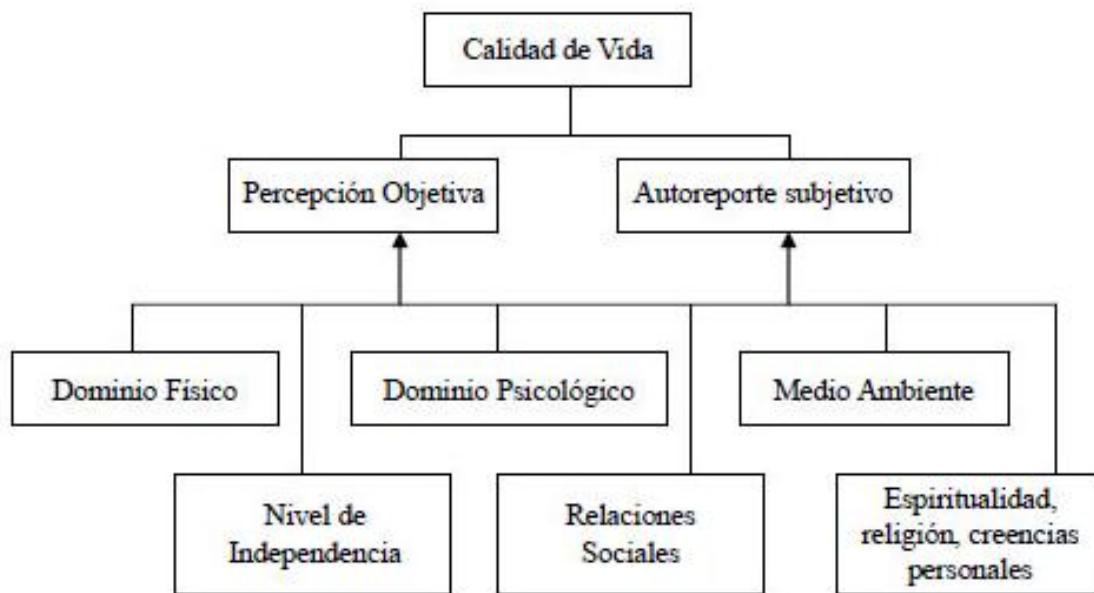 Calidad de Vida
Percepción Objetiva
Autoreporte subjetivo
Dominio Físico
Dominio Psicológico
Medio Ambiente
Nivel de
Independencia
Relaciones
Sociales
Espiritualidad,
religión, creencias
personales